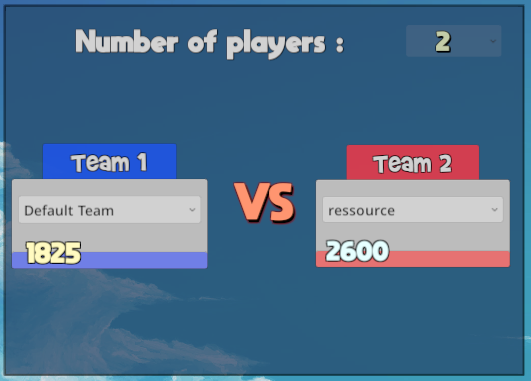 Number of players : 2
Team 1
Team 2
VS
Default Team
ressource
1825
2600